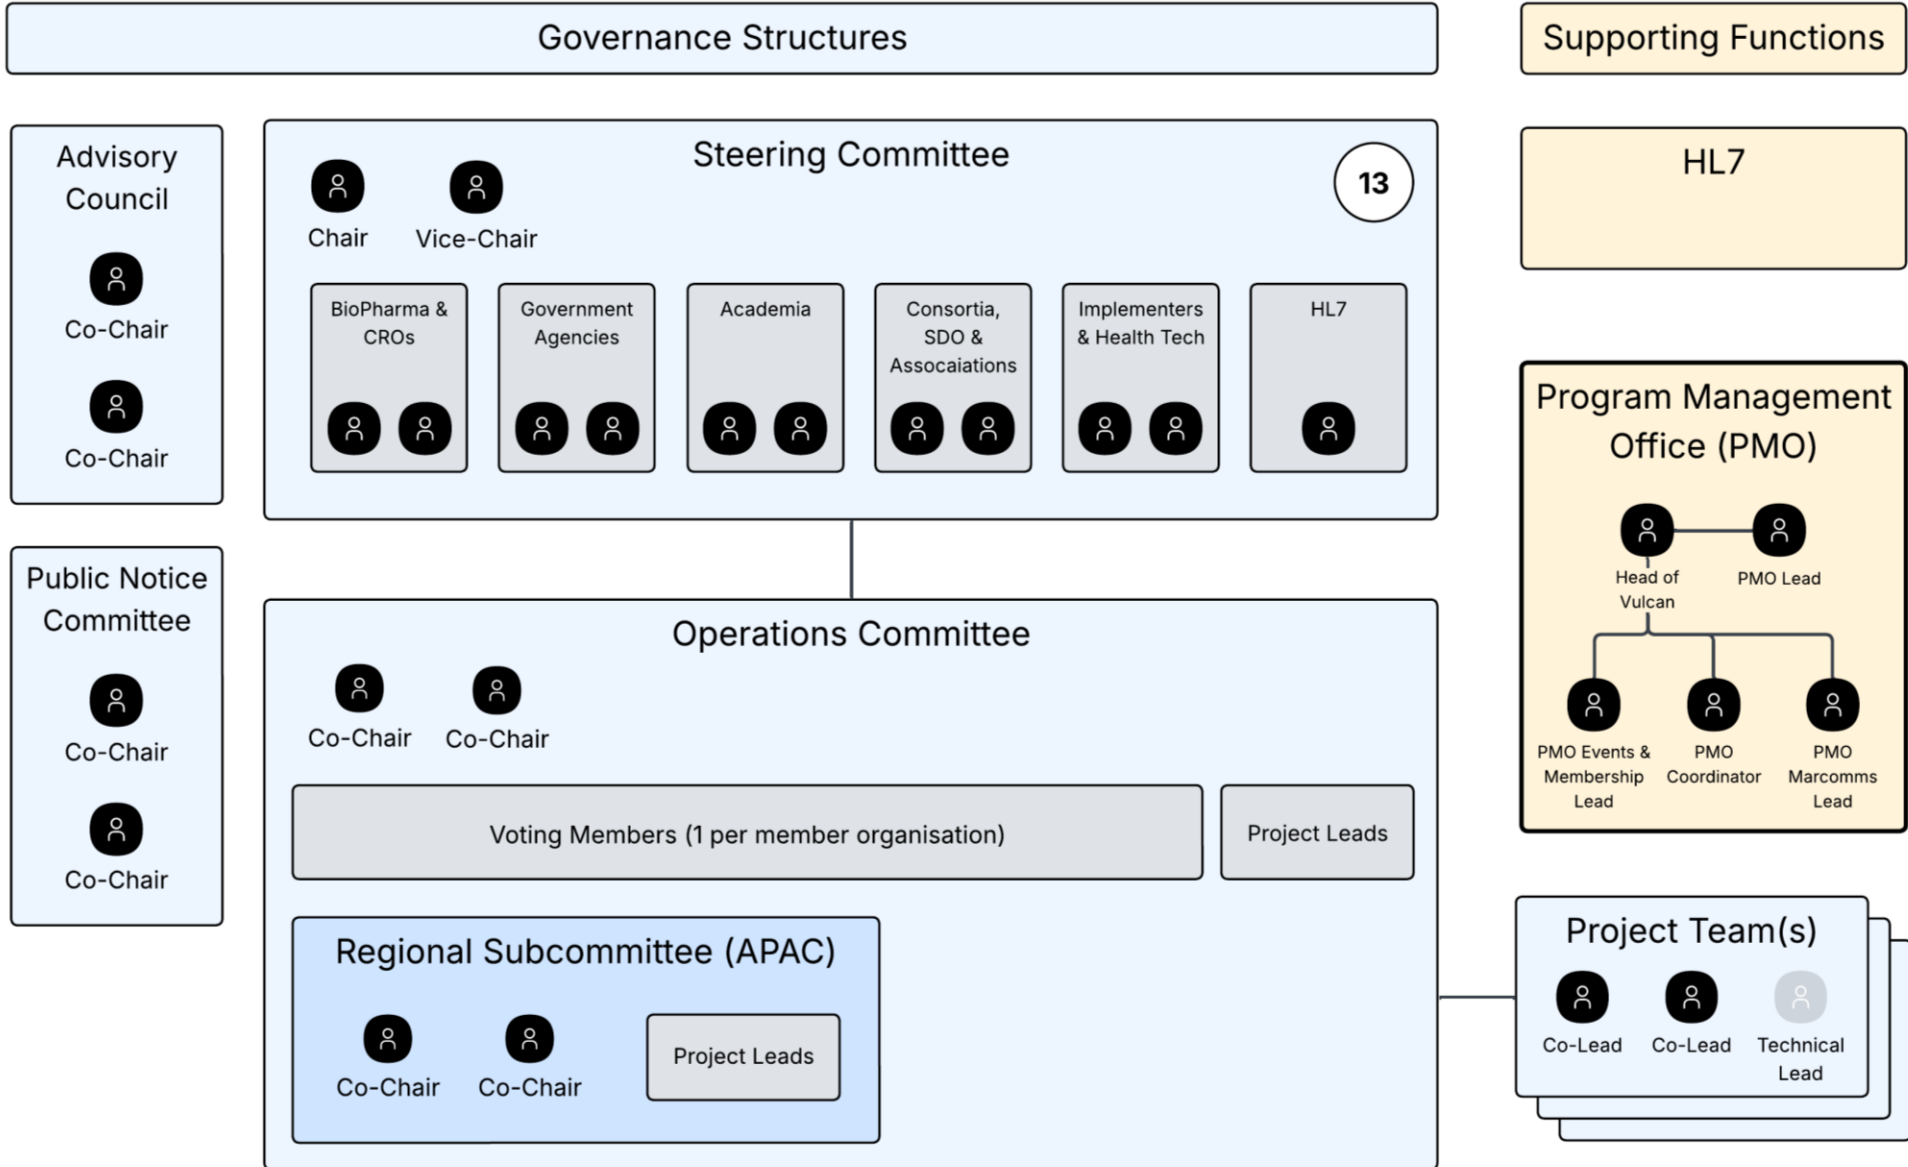 Governance Structures
Supporting Functions
Advisory
Council
Co-Chair
Co-Chair
Steering Committee
13
Chair
Vice-Chair
BioPharma &
CROs
Government
Agencies
Academia
Consortia,
SDO &
Assocaiations
Implementers
& Health Tech
HL7
HL7
Public Notice
Committee
Co-Chair
Co-Chair
Operations Committee
Co-Chair
Co-Chair
Voting Members (1 per member organisation)
Project Leads
Regional Subcommittee (APAC)
Co-Chair
Co-Chair
Project Leads
Program Management
Office (PMO)
Head of
Vulcan
PMO Lead
PMO Events &
Membership
Lead
PMO
Coordinator
PMO
Marcomms
Lead
Project Team(s)
Co-Lead
Co-Lead
Technical
Lead